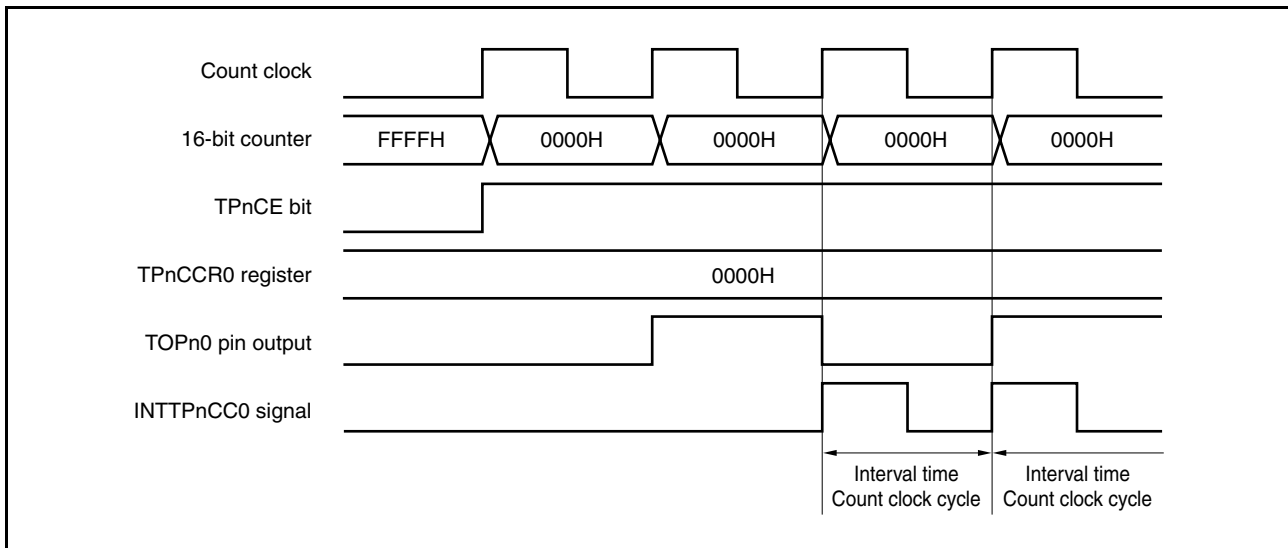 Count clock
16-bit counter
FFFFH
0000H
0000H
0000H
0000H
TPnCE bit
TPnCCR0 register
0000H
TOPn0 pin output
INTTPnCC0 signal
Interval time
Count clock cycle
Interval time
Count clock cycle